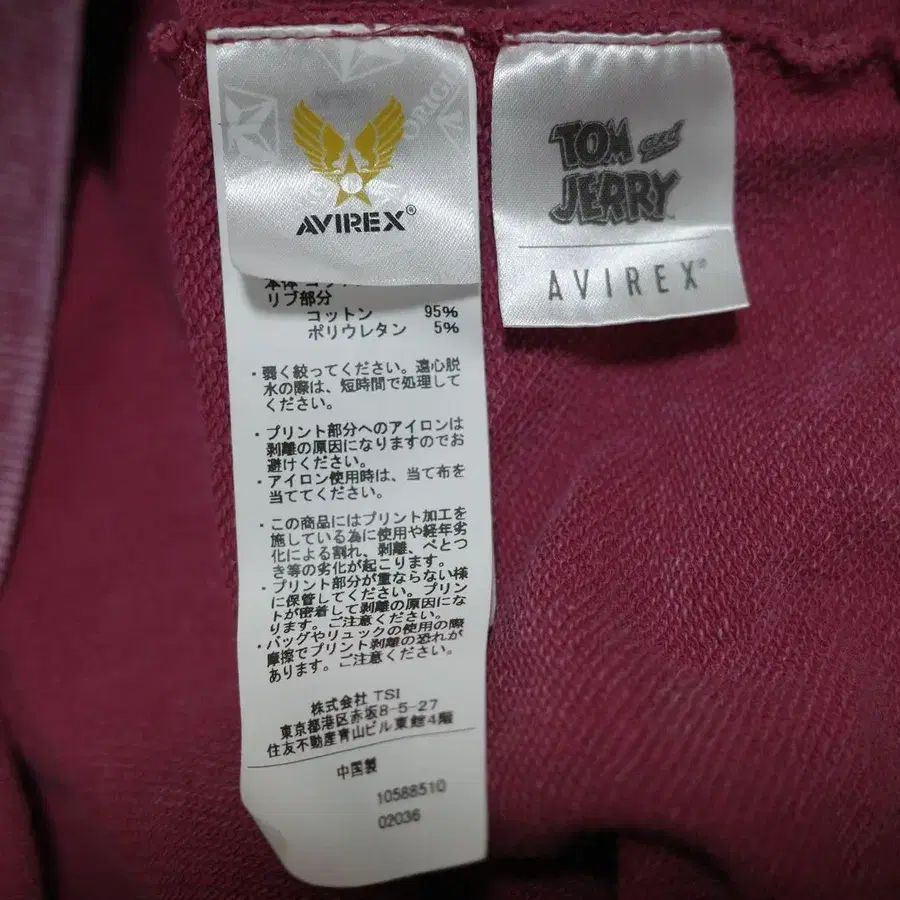 ORIGI
AVIREX®
本体 コッ
リブ部分
コットン 95%
ポリウレタン 5%
・弱く絞ってください。遠心脱
水の際は、短時間で処理して
ください。
・プリント部分へのアイロンは
剥離の原因になりますのでお
避けください。
・アイロン使用時は、当て布を
当ててください。
・この商品にはプリント加工を
施している為に使用や経年劣
化による割れ、剥離、べとつ
き等の劣化が起こります。
・プリント部分が重ならない様
に保管してください。プリン
トが密着して剥離の原因にな
ります。ご注意ください。
・バッグやリュックの使用の際
摩擦でプリント剥離の恐れが
あります。ご注意ください。
株式会社 TSI
東京都港区赤坂8-5-27
住友不動産青山ビル東館4階
中国製
10588510
02036
TOM and
JERRY™
AVIREX®